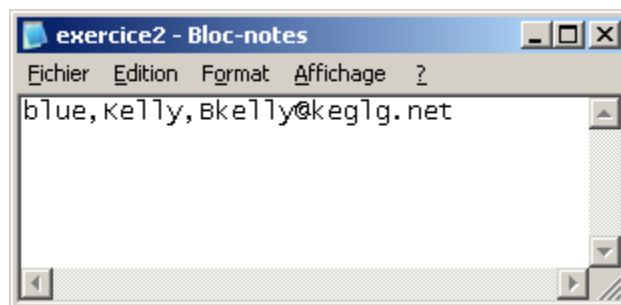 exercice2 - Bloc-notes
Fichier Edition Format Affichage ?
blue,Kelly,Bkelly@keglg.net